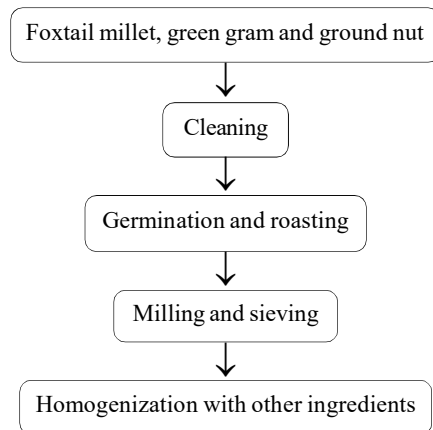 Foxtail millet, green gram and ground nut
Cleaning
Germination and roasting
Milling and sieving
Homogenization with other ingredients